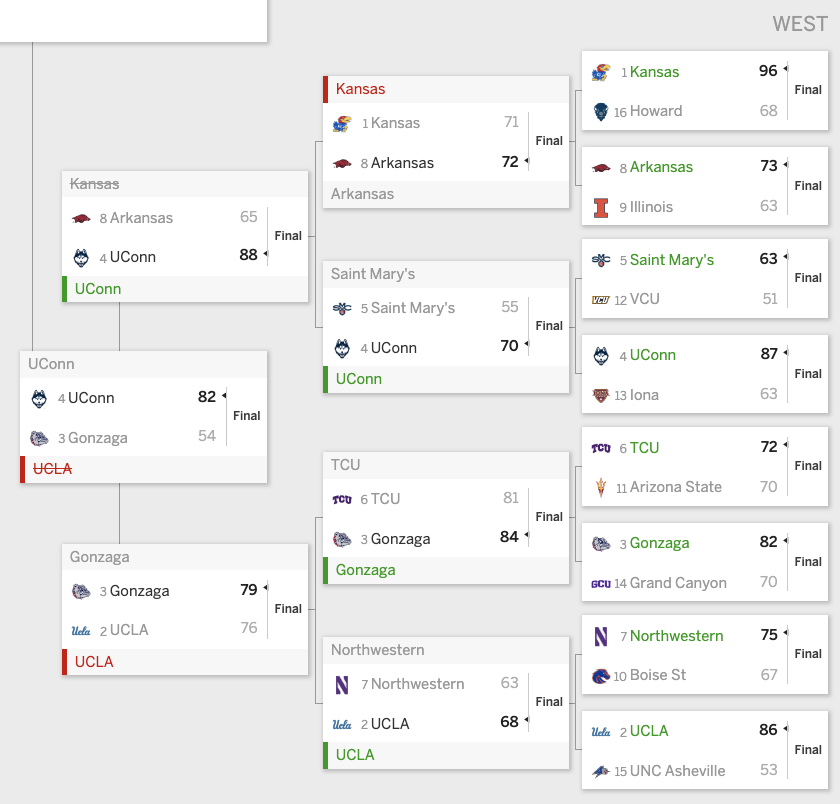 WEST
1 Kansas 96
Final
16 Howard 68
8 Arkansas 73
Final
9 Illinois 63
5 Saint Mary's 63
Final
12 VCU 51
4 UConn 87
Final
13 Iona 63
6 TCU 72
Final
11 Arizona State 70
3 Gonzaga 82
Final
14 Grand Canyon 70
7 Northwestern 75
Final
10 Boise St 67
2 UCLA 86
Final
15 UNC Asheville 53
Kansas
1 Kansas 71
Final
8 Arkansas 72
Arkansas
Saint Mary's
5 Saint Mary's 55
Final
4 UConn 70
UConn
TCU
6 TCU 81
Final
3 Gonzaga 84
Gonzaga
Northwestern
7 Northwestern 63
Final
2 UCLA 68
UCLA
Kansas
8 Arkansas 65
Final
4 UConn 88
UConn
Gonzaga
3 Gonzaga 79
Final
2 UCLA 76
UCLA
UConn
4 UConn 82
Final
3 Gonzaga 54
UCLA